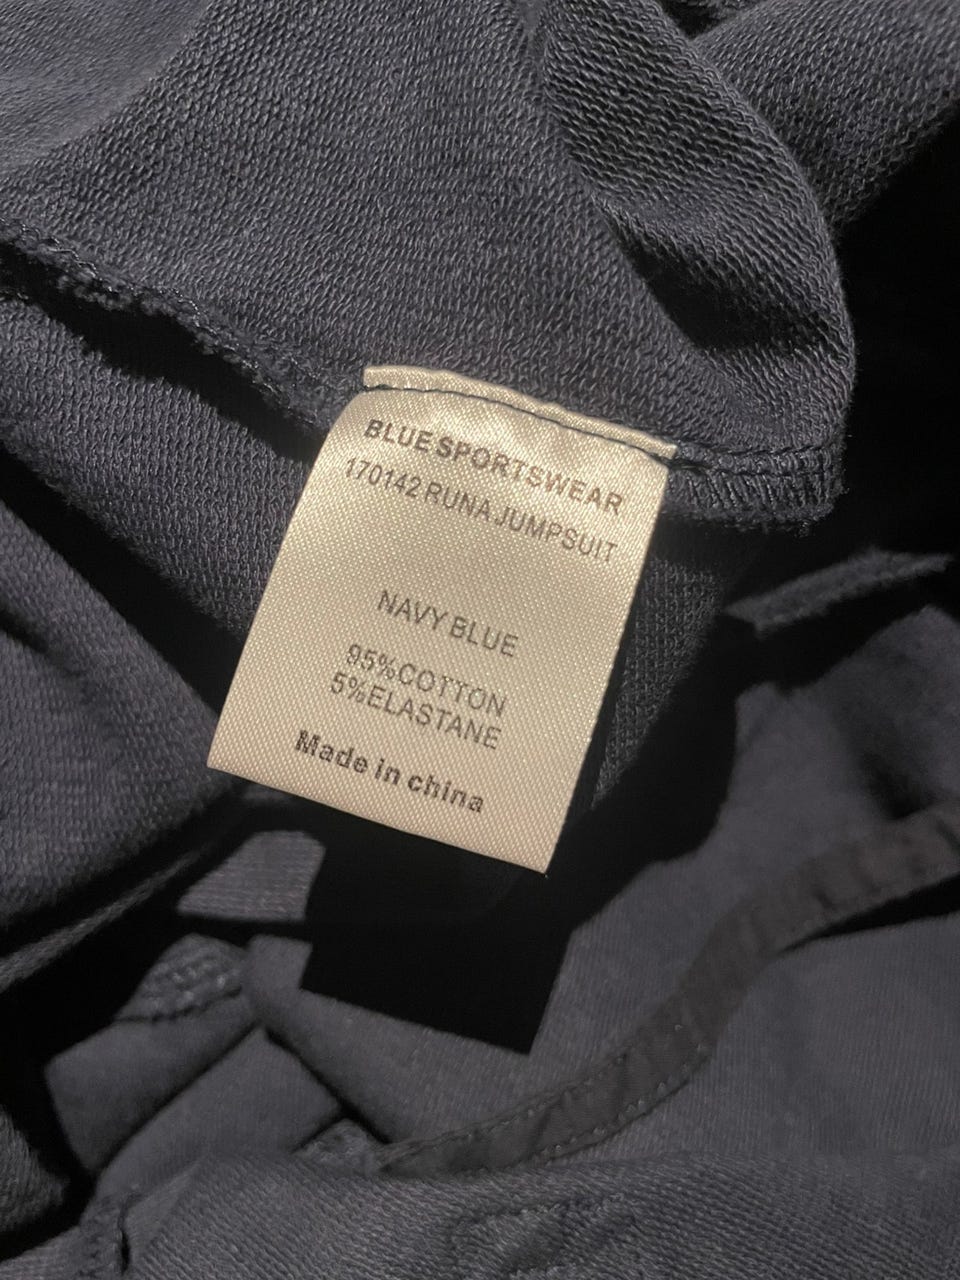 BLUE SPORTSWEAR
170142 RUNA JUMPSUIT
NAVY BLUE
95%COTTON
5%ELASTANE
Made in china